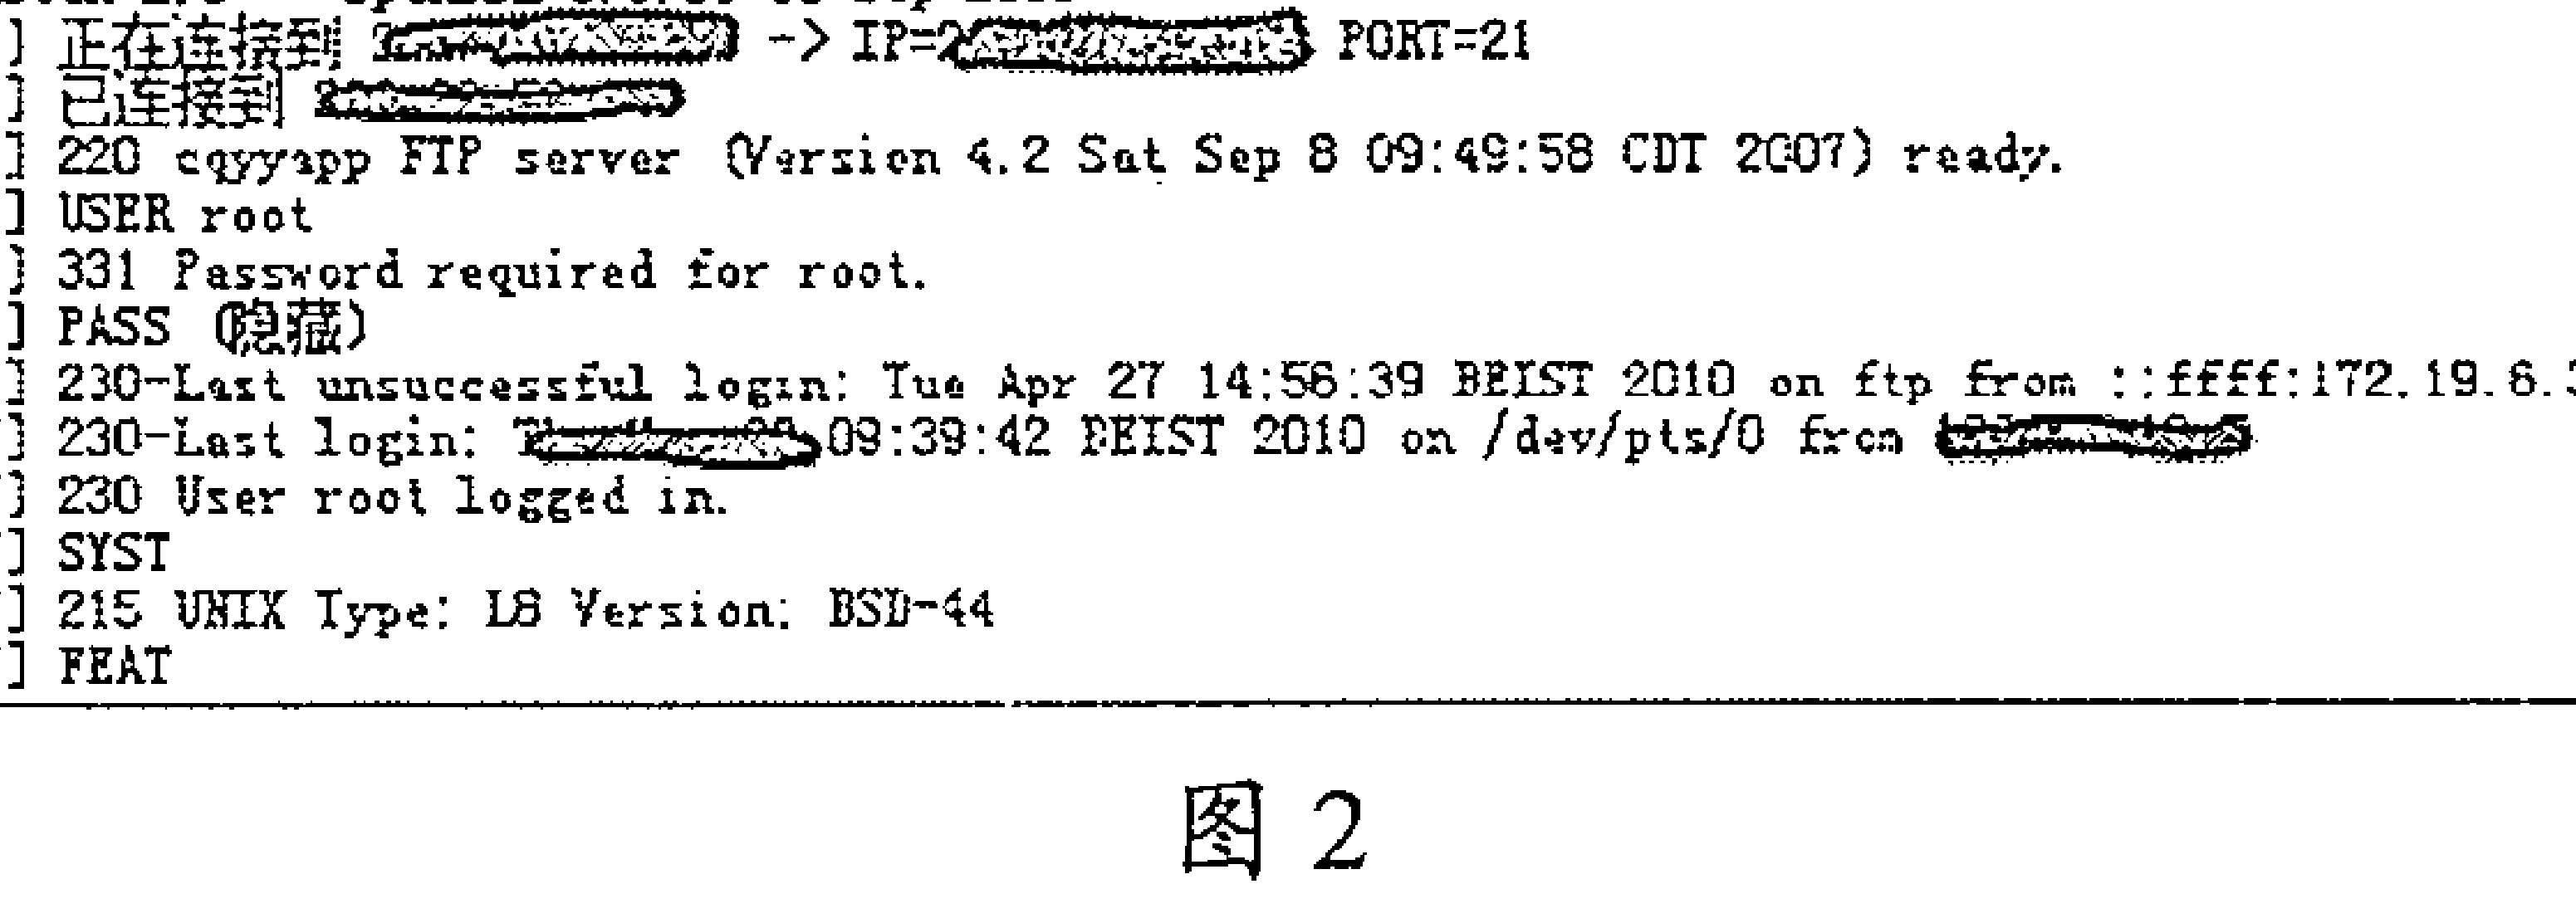 ] 正在连接到 -> IP=2 PORT=21
] 已连接到
] 220 cqyyapp FTP server (Version 4.2 Sat Sep 8 09:49:58 CDT 2007) ready.
] USER root
] 331 Password required for root.
] PASS (隐藏)
] 230-Last unsuccessful login: Tue Apr 27 14:56:39 BEIST 2010 on ftp from ::ffff:172.19.6.3
] 230-Last login: 09:39:42 BEIST 2010 on /dev/pts/0 from
] 230 User root logged in.
] SYST
] 215 UNIX Type: L8 Version: BSD-44
] FEAT
图 2